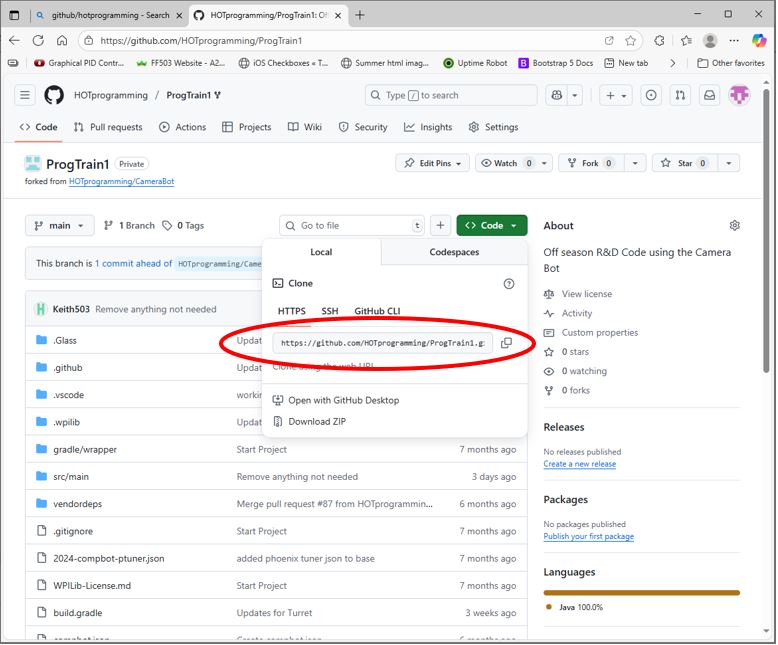 github/hotprogramming - Search
HOTprogramming/ProgTrain1: Of
https://github.com/HOTprogramming/ProgTrain1
Graphical PID Contr...
FF503 Website - A2...
iOS Checkboxes « T...
Summer html imag...
Uptime Robot
Bootstrap 5 Docs
New tab
Other favorites
HOTprogramming / ProgTrain1
Type / to search
Code
Pull requests
Actions
Projects
Wiki
Security
Insights
Settings
ProgTrain1 Private
Edit Pins
Watch 0
Fork 0
Star 0
forked from HOTprogramming/CameraBot
main
1 Branch
0 Tags
Go to file t
Code
This branch is 1 commit ahead of HOTprogramming/Came
Keith503 Remove anything not needed
.Glass Updat
.github Updat
.vscode workin
.wpilib Updat
gradle/wrapper Start Project 7 months ago
src/main Remove anything not needed 3 days ago
vendordeps Merge pull request #87 from HOTprogrammin... 6 months ago
.gitignore Start Project 7 months ago
2024-compbot-ptuner.json added phoenix tuner json to base 7 months ago
WPILib-License.md Start Project 7 months ago
build.gradle Updates for Turret 3 weeks ago
compbot.json Create compbot.json 6 months ago
Local
Codespaces
Clone
HTTPS SSH GitHub CLI
https://github.com/HOTprogramming/ProgTrain1.g
Clone using the web URL.
Open with GitHub Desktop
Download ZIP
About
Off season R&D Code using the Camera
Bot
View license
Activity
Custom properties
0 stars
0 watching
0 forks
Releases
No releases published
Create a new release
Packages
No packages published
Publish your first package
Languages
Java 100.0%